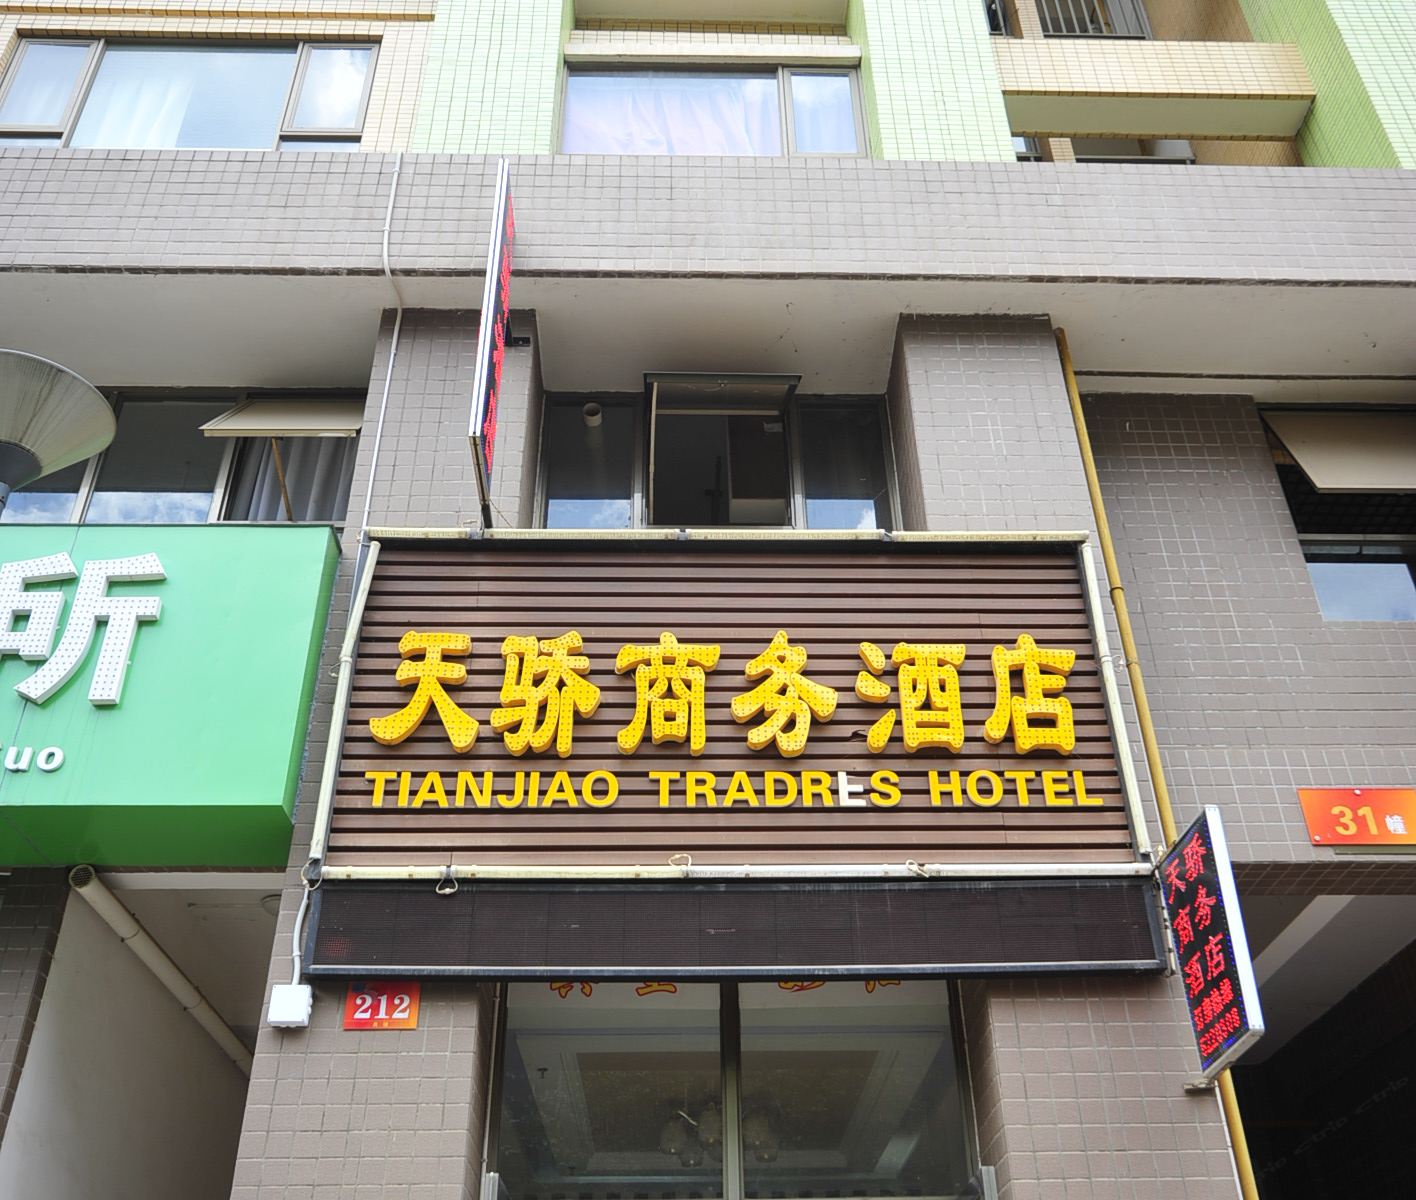 所
uo
天骄商务酒店
TIANJIAO TRADRES HOTEL
31幢
212
天骄
商务
酒店